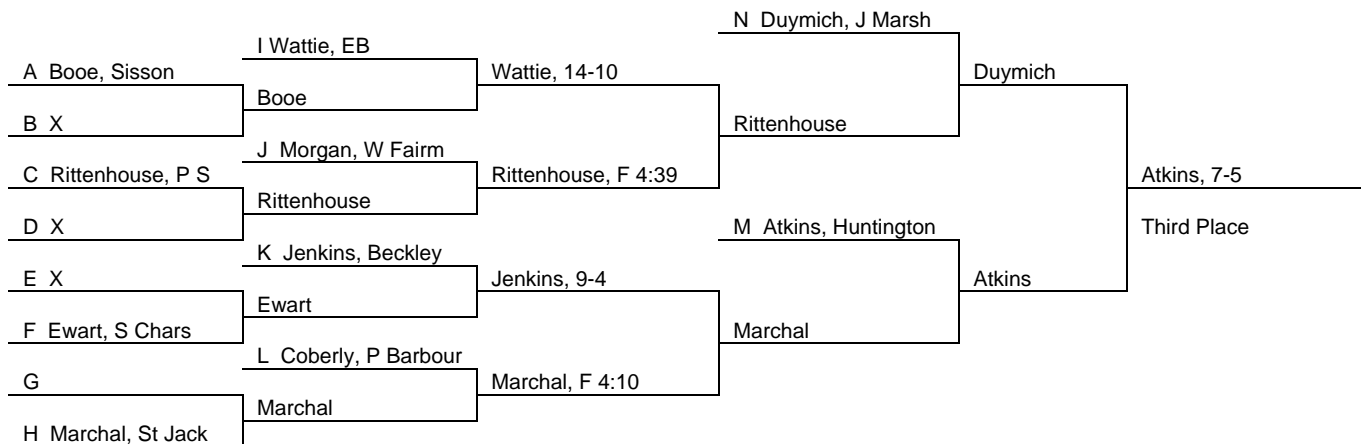 N Duymich, J Marsh
I Wattie, EB
A Booe, Sisson
Wattie, 14-10
Duymich
Booe
B X
Rittenhouse
J Morgan, W Fairm
C Rittenhouse, P S
Rittenhouse, F 4:39
Atkins, 7-5
Rittenhouse
D X
M Atkins, Huntington
Third Place
K Jenkins, Beckley
E X
Jenkins, 9-4
Atkins
Ewart
F Ewart, S Chars
Marchal
L Coberly, P Barbour
G
Marchal, F 4:10
Marchal
H Marchal, St Jack